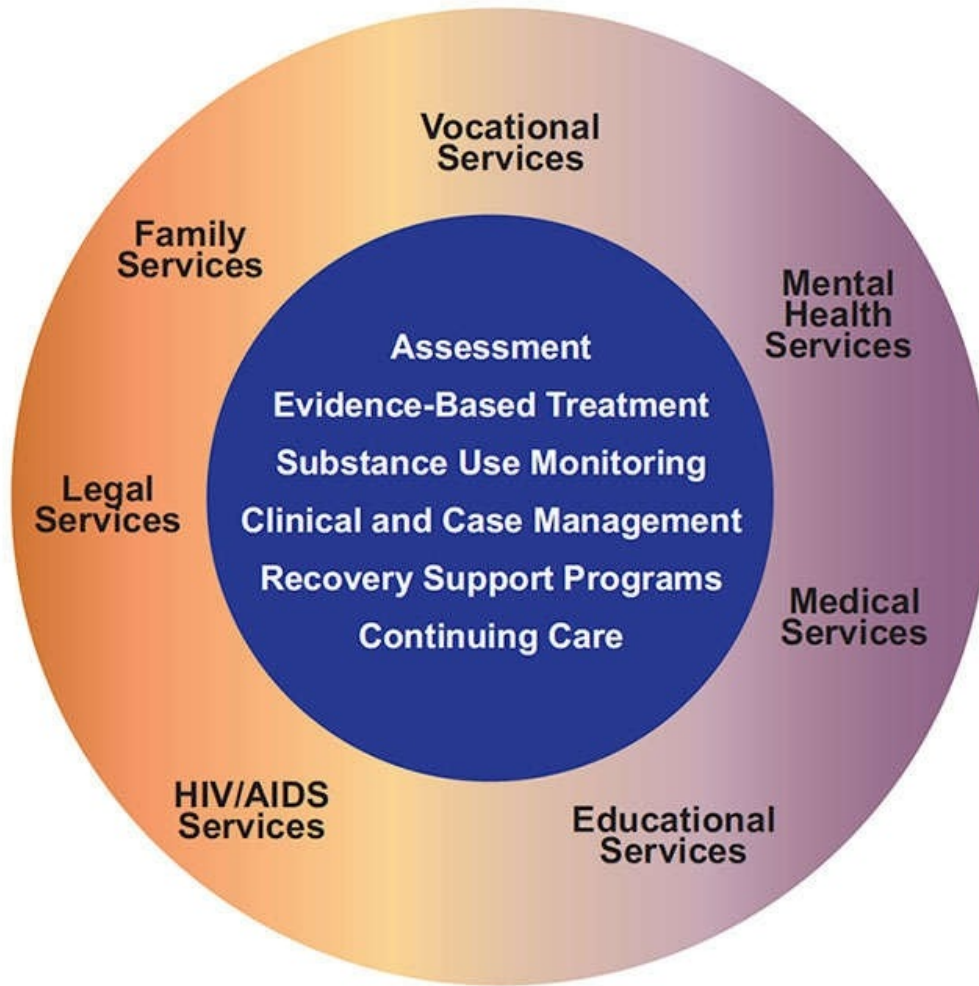 Vocational
Services
Family
Services
Mental
Health
Services
Assessment
Evidence-Based Treatment
Substance Use Monitoring
Clinical and Case Management
Recovery Support Programs
Continuing Care
Legal
Services
Medical
Services
HIV/AIDS
Services
Educational
Services